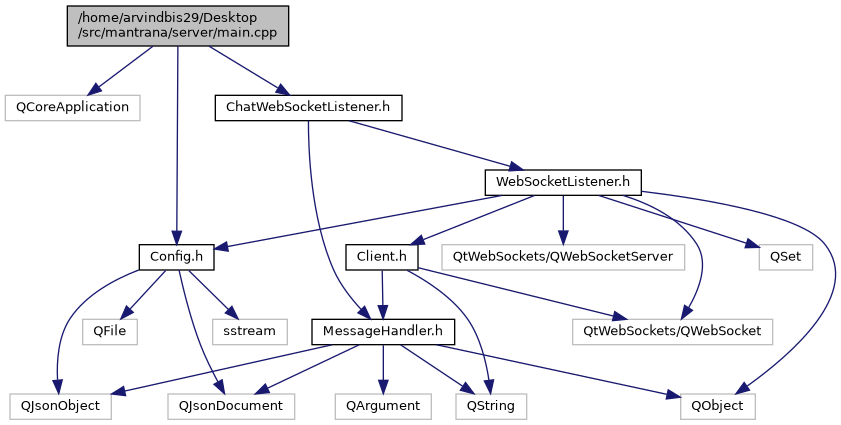 /home/arvindbis29/Desktop
/src/mantrana/server/main.cpp
QCoreApplication
ChatWebSocketListener.h
WebSocketListener.h
Config.h
Client.h
QtWebSockets/QWebSocketServer
QSet
QFile
sstream
MessageHandler.h
QtWebSockets/QWebSocket
QJsonObject
QJsonDocument
QArgument
QString
QObject